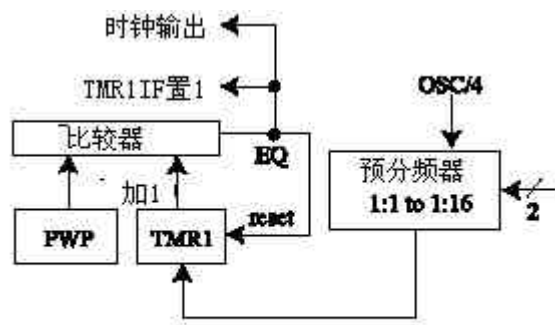 时钟输出
TMR1IF置1
OSC/4
比较器
EQ
预分频器
1:1 to 1:16
加1
reset
2
PWP
TMR1